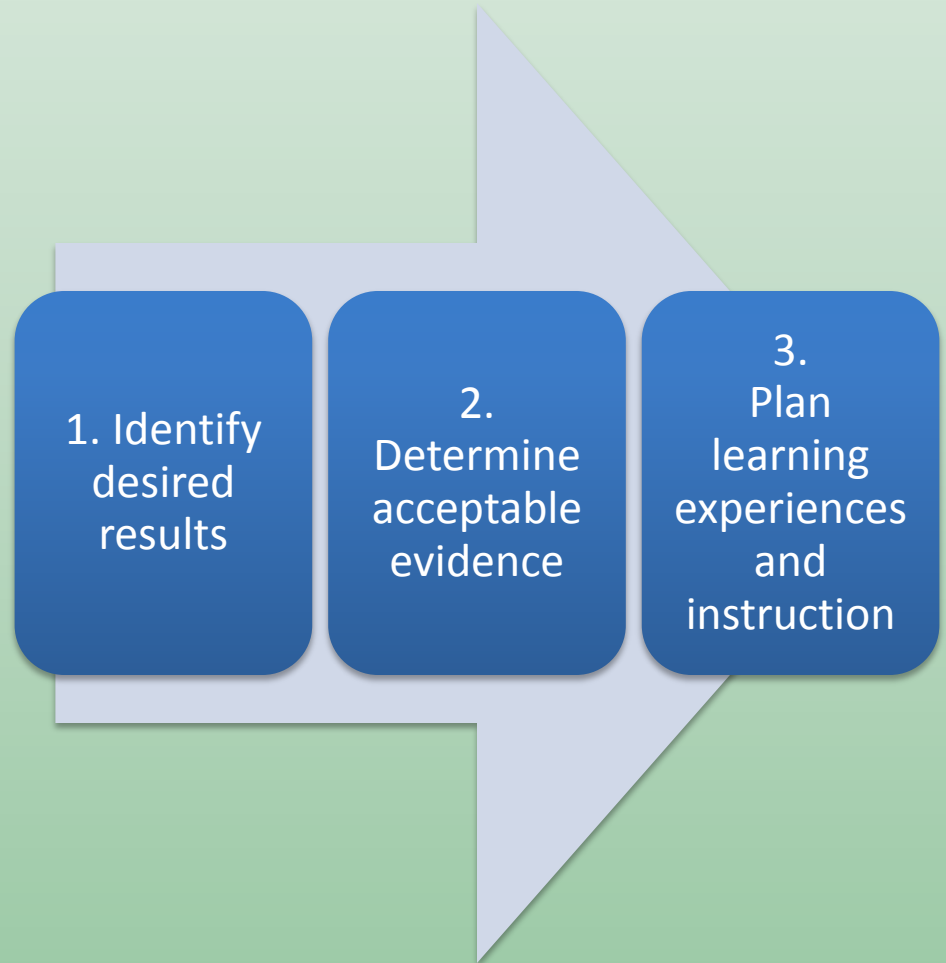 1. Identify
desired
results
2.
Determine
acceptable
evidence
3.
Plan
learning
experiences
and
instruction